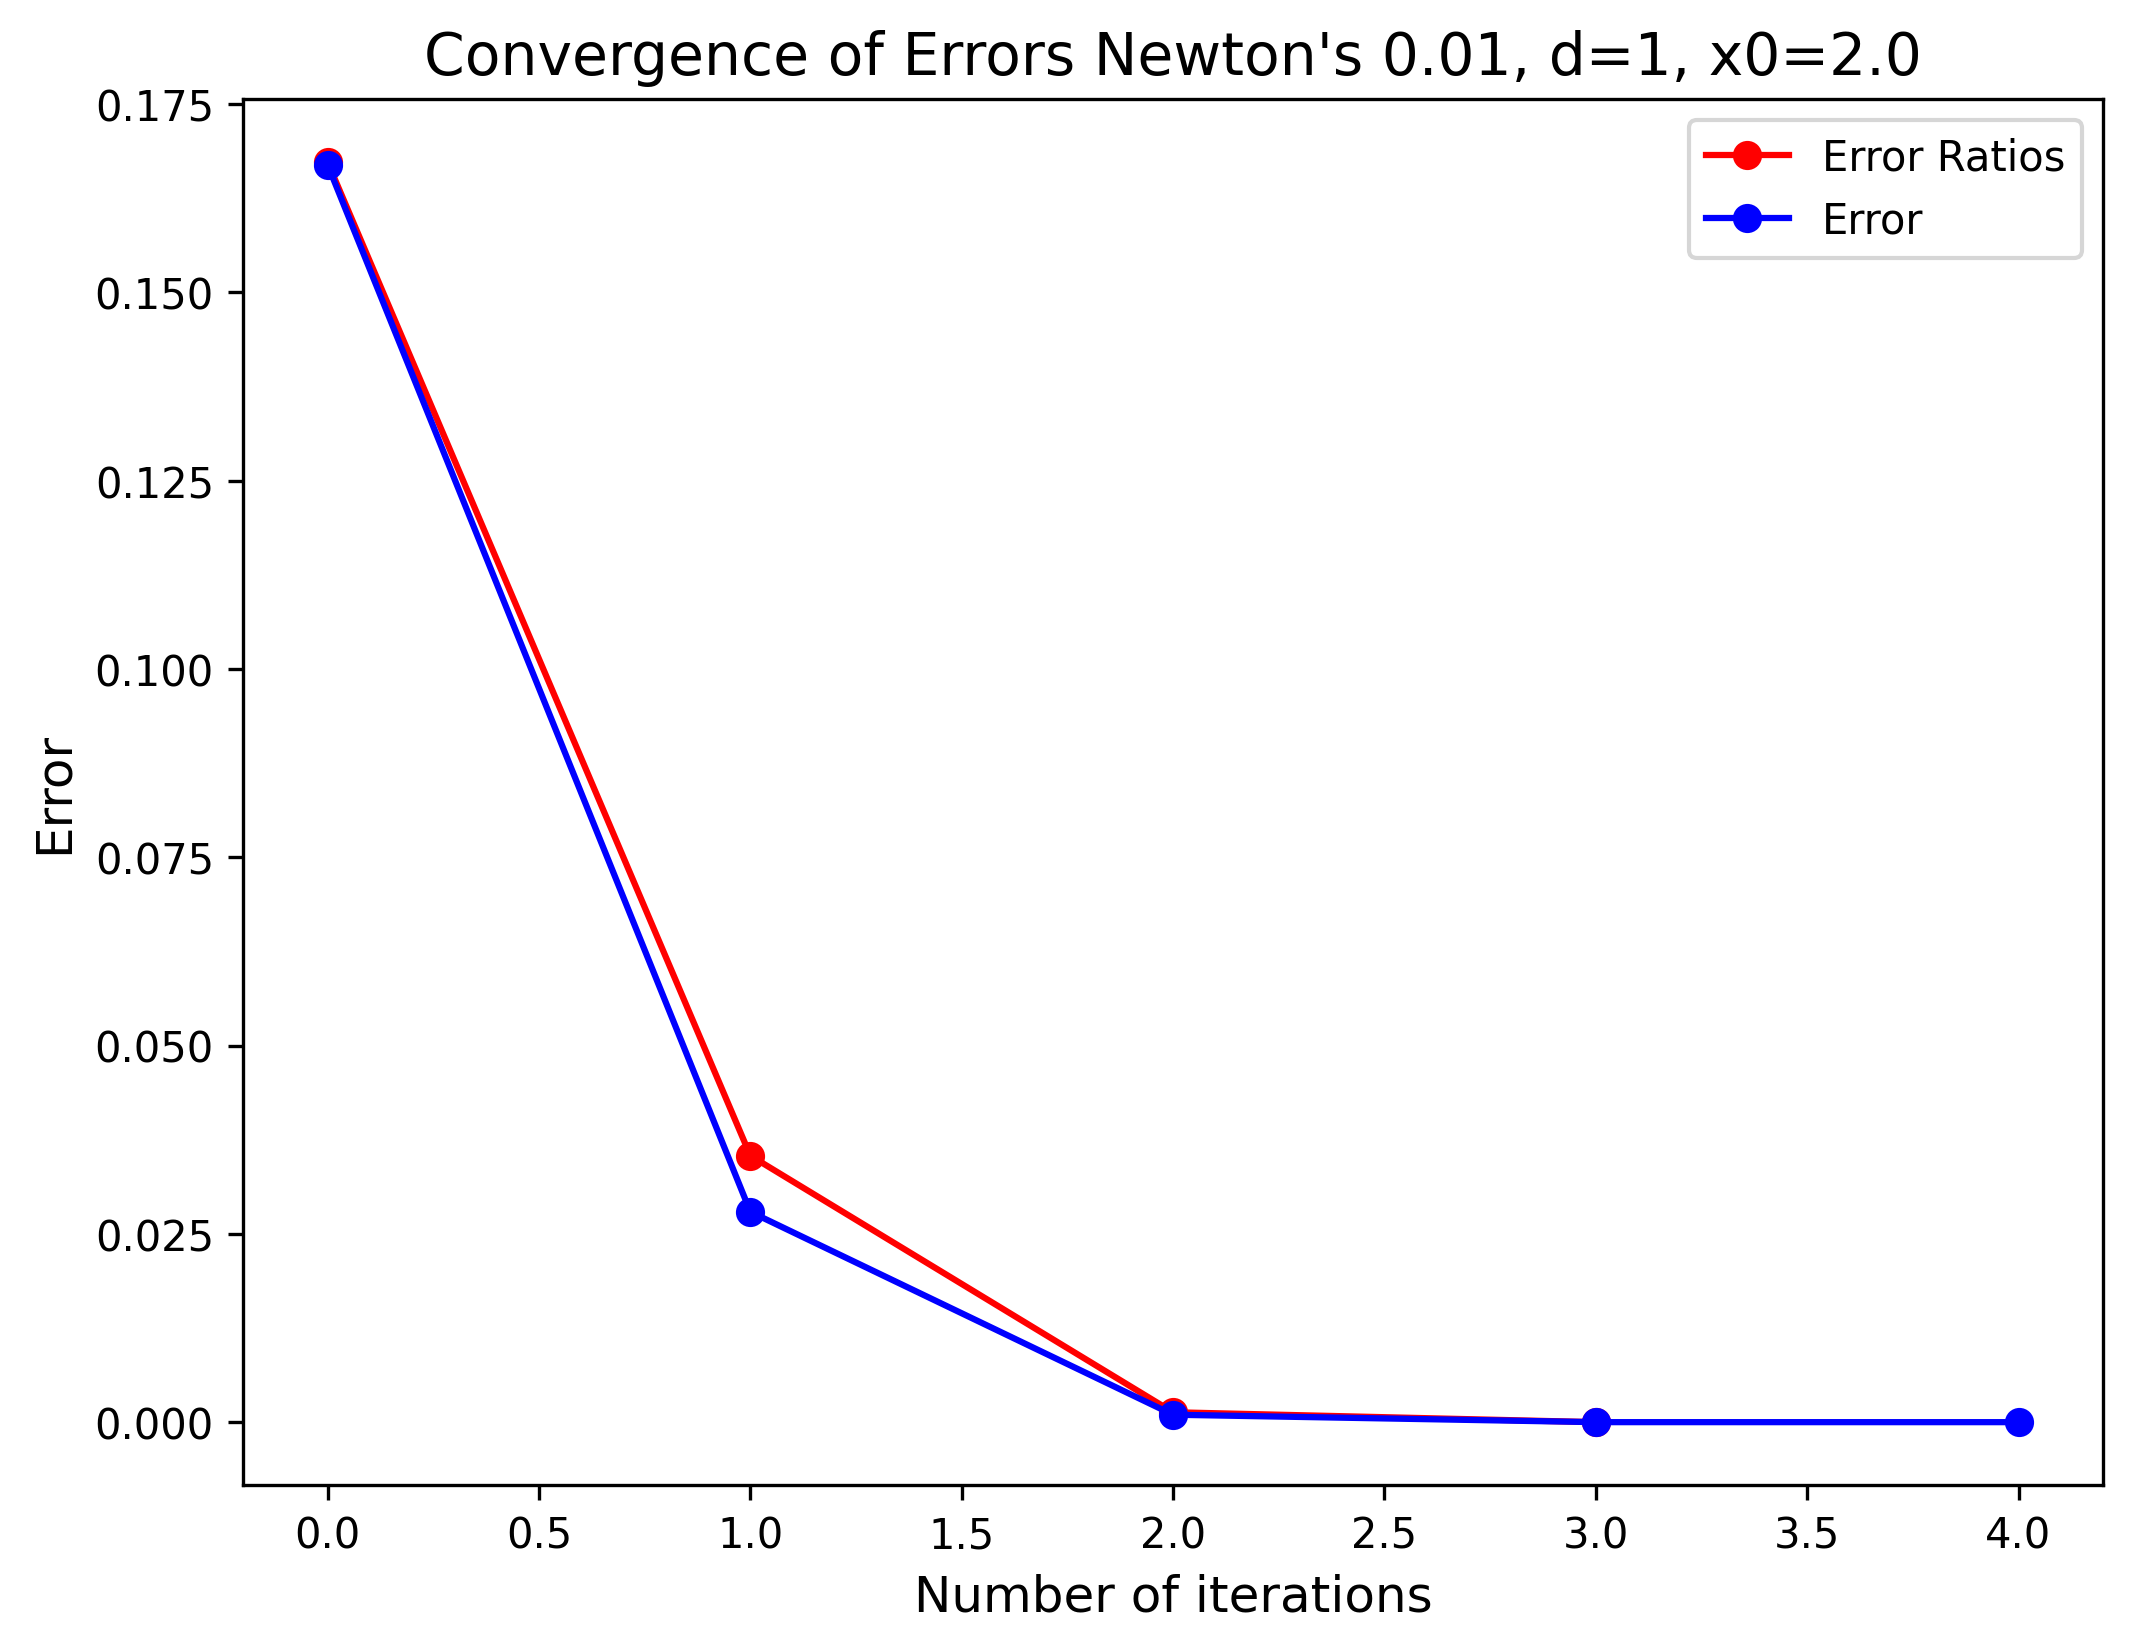 Convergence of Errors Newton's 0.01, d=1, x0=2.0
Error Ratios
Error
0.175
0.150
0.125
0.100
0.075
0.050
0.025
0.000
Error
0.0 0.5 1.0 1.5 2.0 2.5 3.0 3.5 4.0
Number of iterations